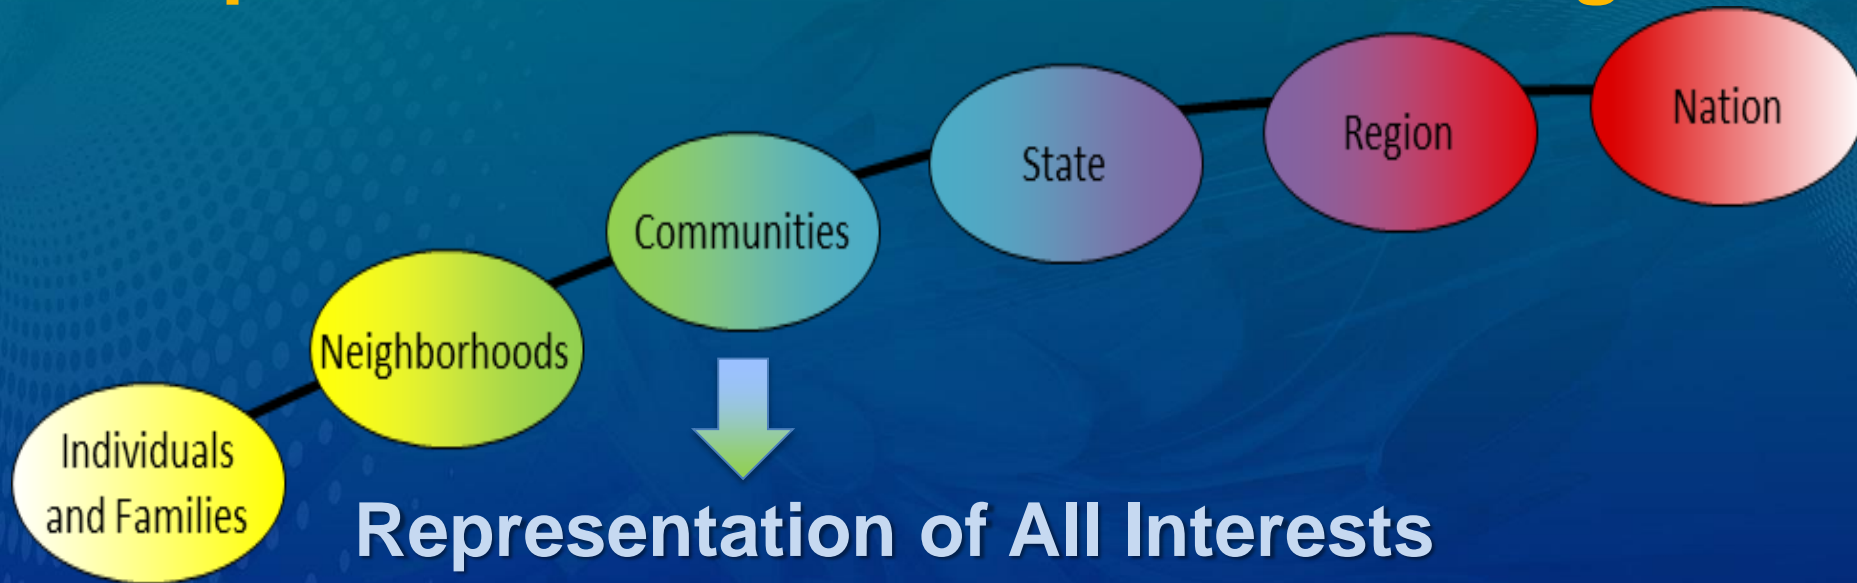 Individuals
and Families
Neighborhoods
Communities
State
Region
Nation
Representation of All Interests